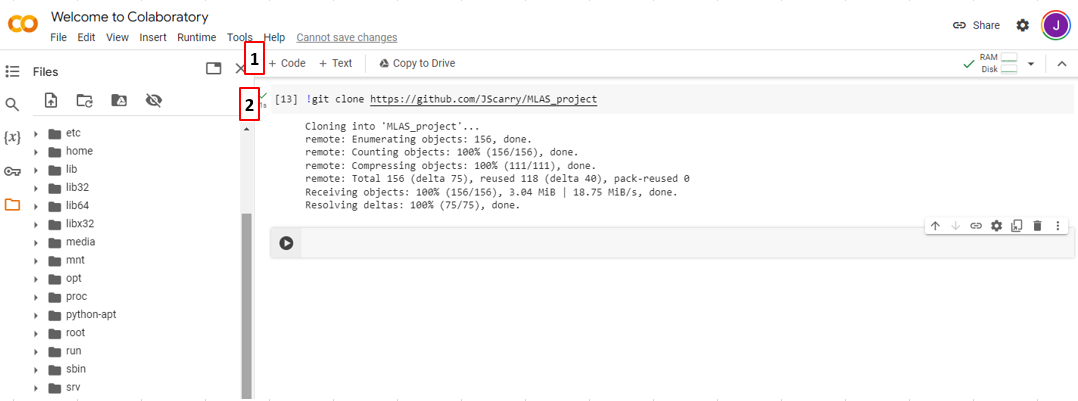 Welcome to Colaboratory
File Edit View Insert Runtime Tools Help Cannot save changes
Share
J
Files
1
+ Code + Text Copy to Drive
RAM
Disk
2
1s
[13] !git clone https://github.com/JScarry/MLAS_project
Cloning into 'MLAS_project'...
remote: Enumerating objects: 156, done.
remote: Counting objects: 100% (156/156), done.
remote: Compressing objects: 100% (111/111), done.
remote: Total 156 (delta 75), reused 118 (delta 40), pack-reused 0
Receiving objects: 100% (156/156), 3.04 MiB | 18.75 MiB/s, done.
Resolving deltas: 100% (75/75), done.
{x}
etc
home
lib
lib32
lib64
libx32
media
mnt
opt
proc
python-apt
root
run
sbin
srv